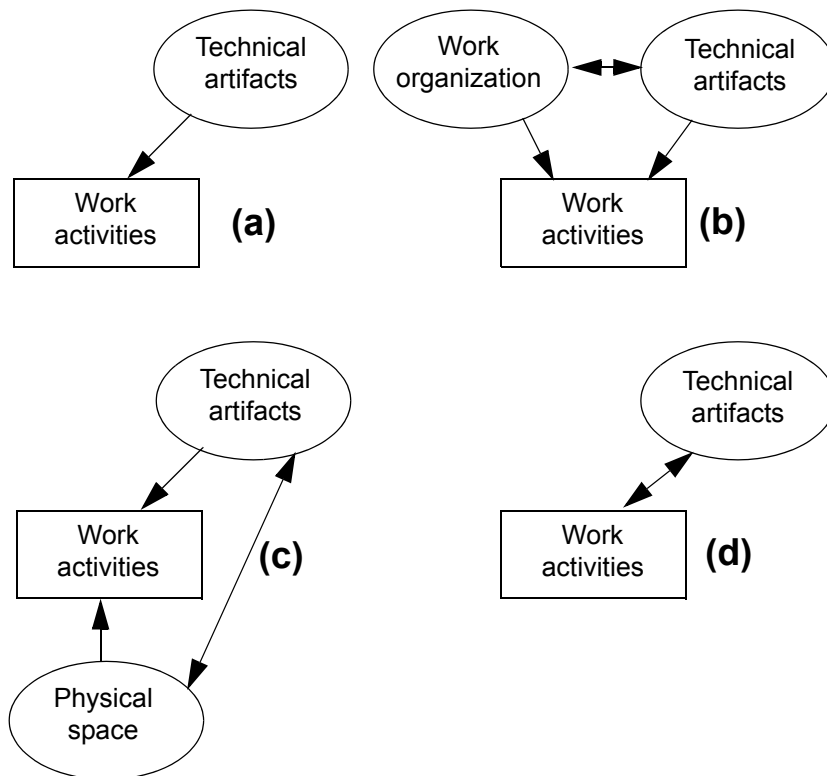 Technical
artifacts
Work
activities
(a)
Work
organization
Technical
artifacts
Work
activities
(b)
Technical
artifacts
Work
activities
(c)
Physical
space
Technical
artifacts
Work
activities
(d)